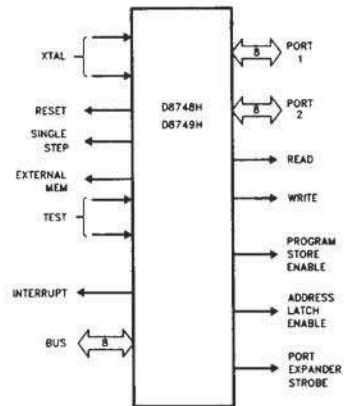 XTAL
RESET
SINGLE
STEP
EXTERNAL
MEM
TEST
INTERRUPT
BUS
8
D8748H
D8749H
8
PORT
1
8
PORT
2
READ
WRITE
PROGRAM
STORE
ENABLE
ADDRESS
LATCH
ENABLE
PORT
EXPANDER
STROBE